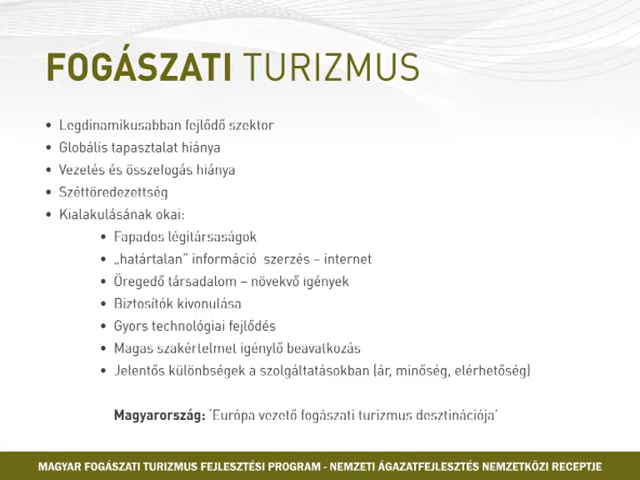 FOGÁSZATI TURIZMUS
• Legdinamikusabban fejlődő szektor
• Globális tapasztalat hiánya
• Vezetés és összefogás hiánya
• Széttöredezettség
• Kialakulásának okai:
• Fapados légitársaságok
• „határtalan” információ szerzés – internet
• Öregedő társadalom – növekvő igények
• Biztosítók kivonulása
• Gyors technológiai fejlődés
• Magas szakértelmet igénylő beavatkozás
• Jelentős különbségek a szolgáltatásokban (ár, minőség, elérhetőség)
Magyarország: ‘Európa vezető fogászati turizmus desztinációja’
MAGYAR FOGÁSZATI TURIZMUS FEJLESZTÉSI PROGRAM - NEMZETI ÁGAZATFEJLESZTÉS NEMZETKÖZI RECEPTJE